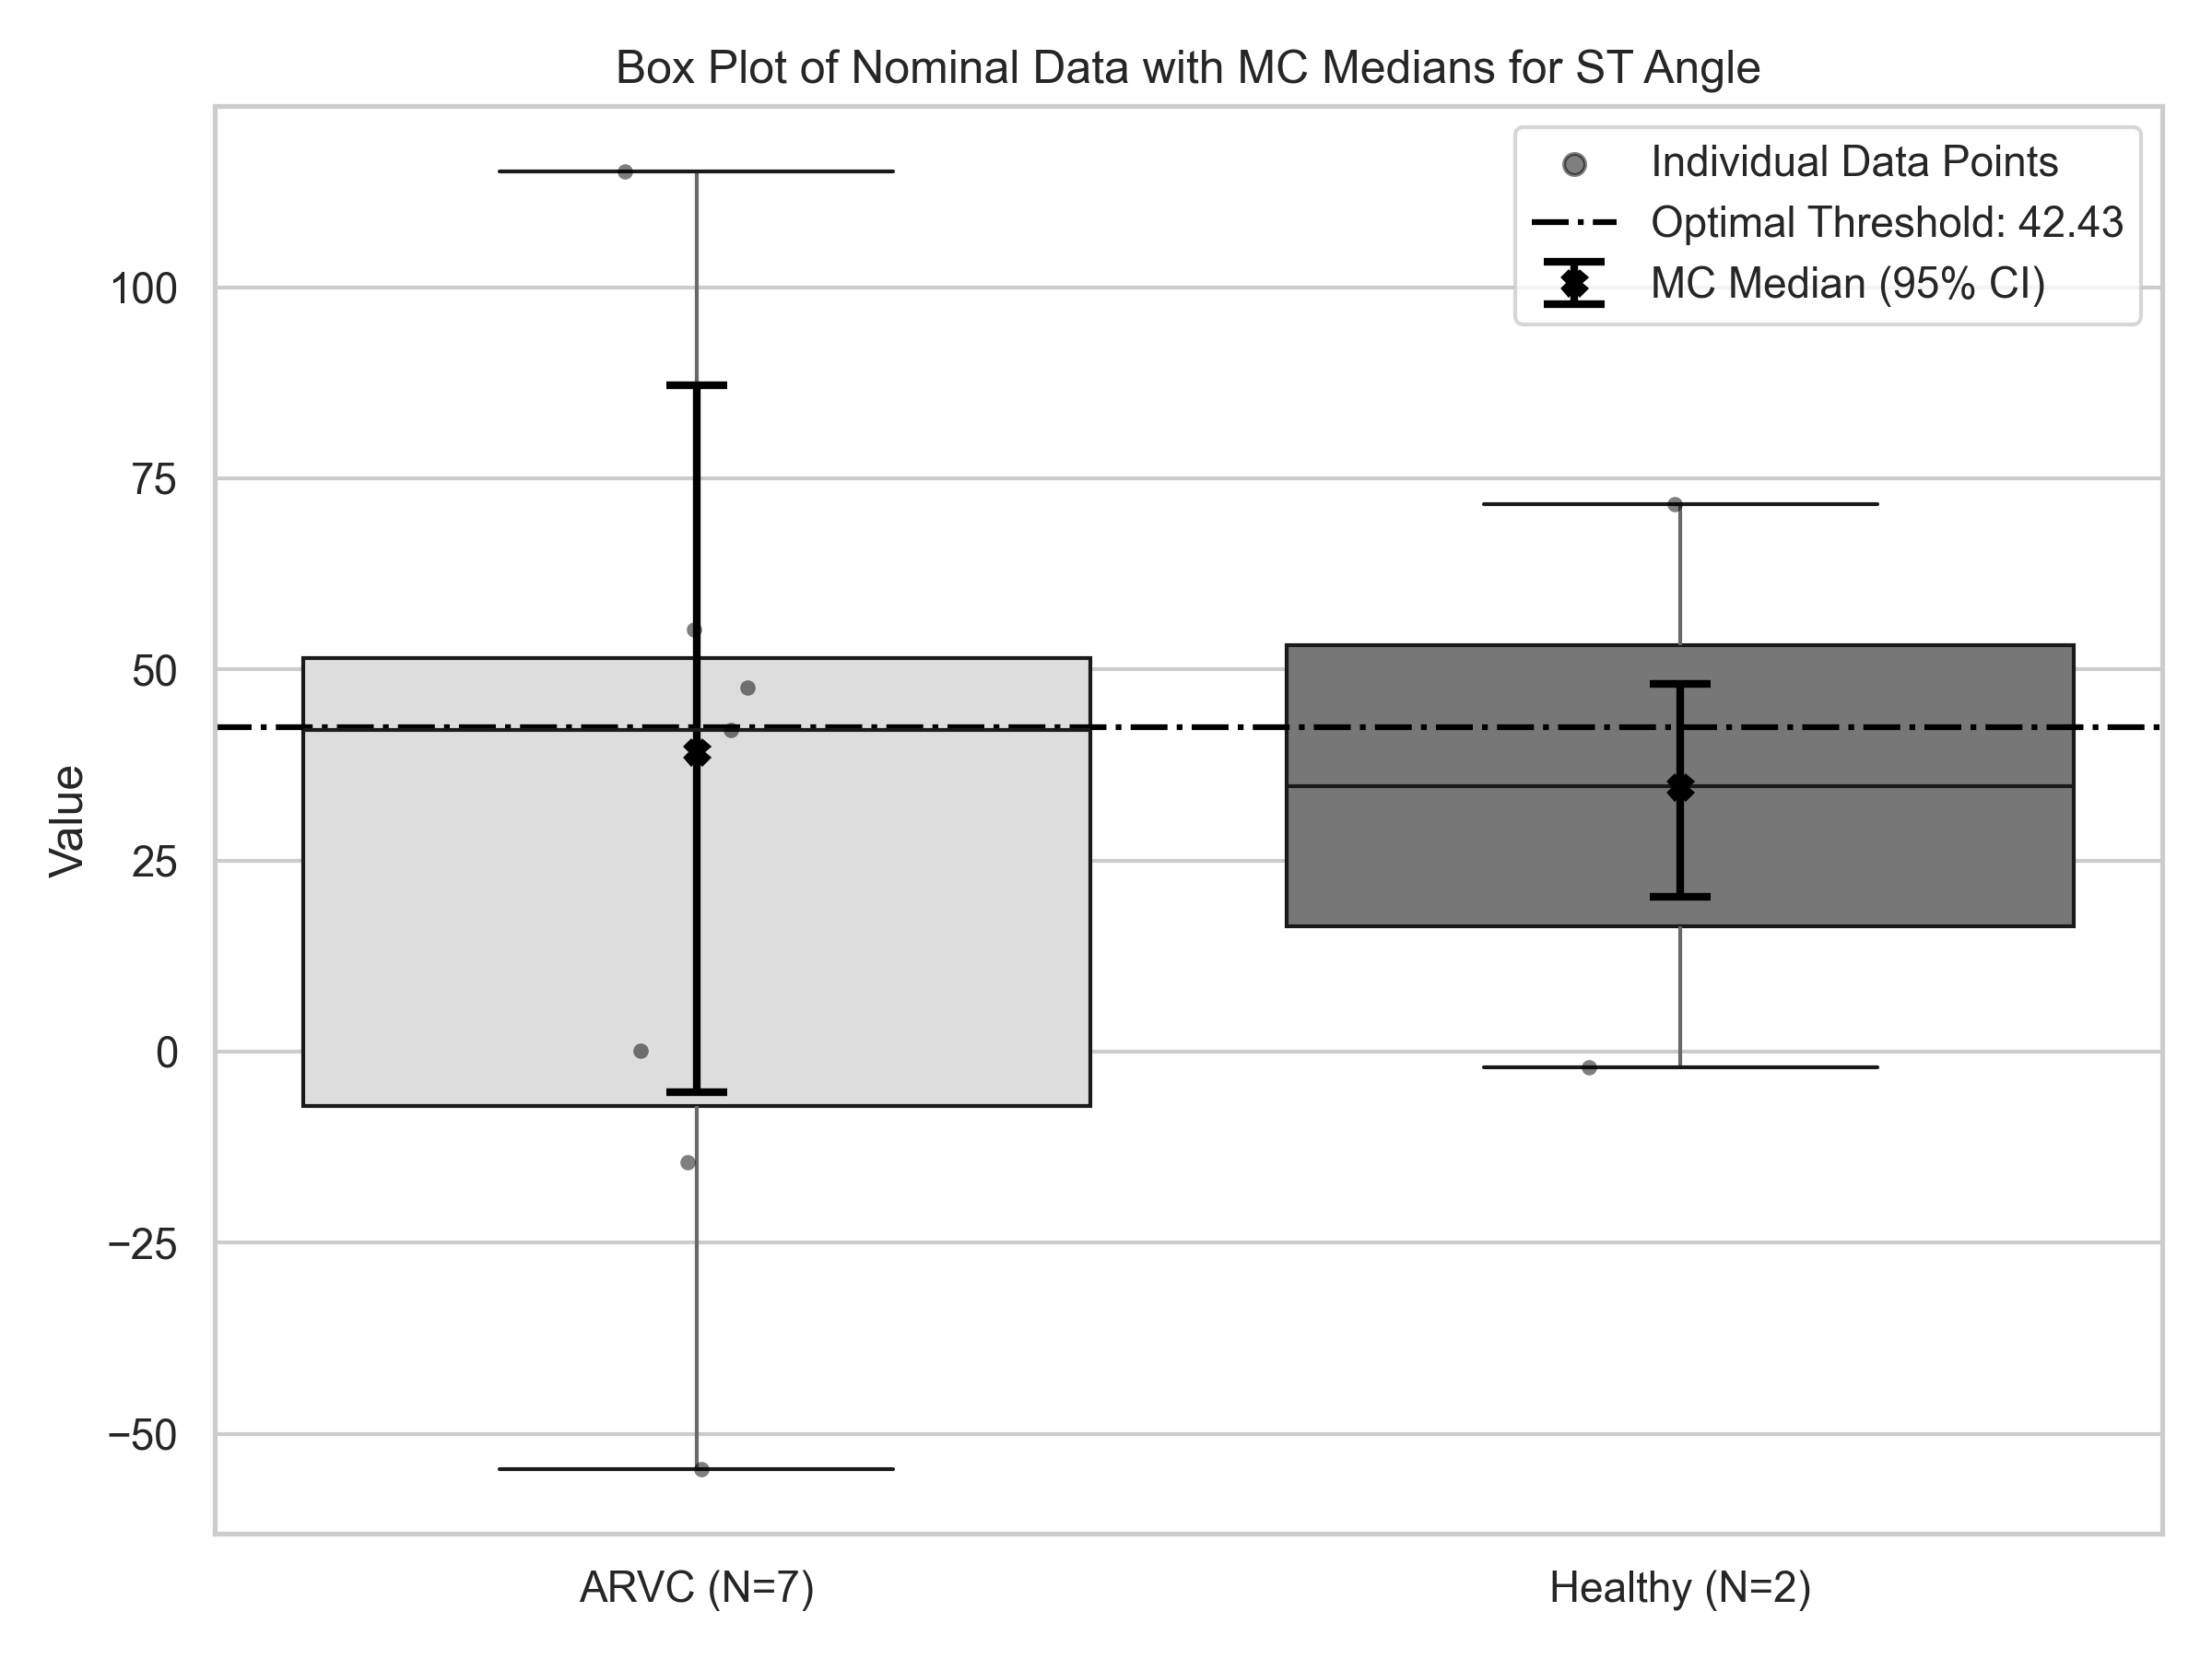 Box Plot of Nominal Data with MC Medians for ST Angle
Individual Data Points
Optimal Threshold: 42.43
MC Median (95% CI)
Value
100
75
50
25
0
−25
−50
ARVC (N=7)
Healthy (N=2)